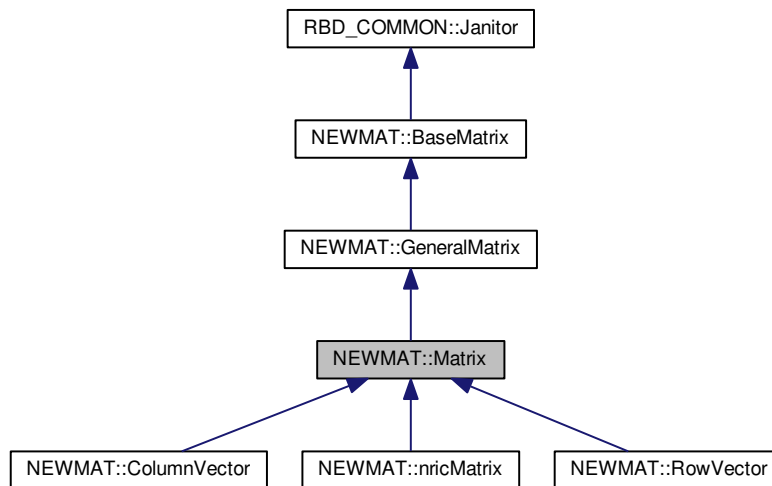 RBD_COMMON::Janitor
NEWMAT::BaseMatrix
NEWMAT::GeneralMatrix
NEWMAT::Matrix
NEWMAT::ColumnVector
NEWMAT::nricMatrix
NEWMAT::RowVector